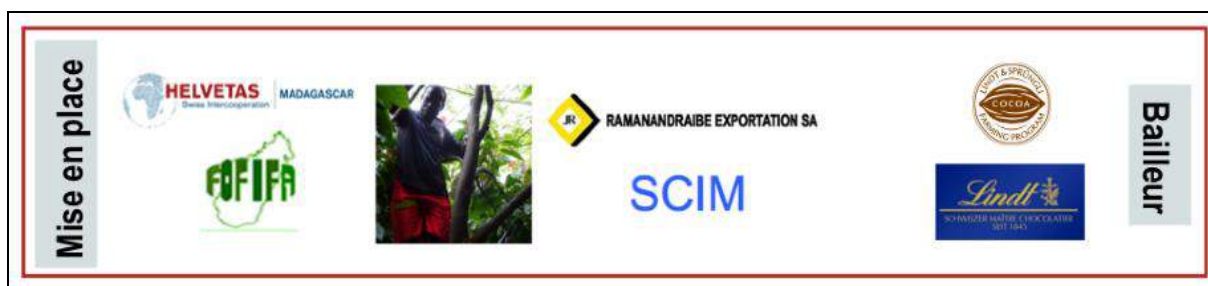 Mise en place
HELVETAS
Swiss Intercooperation
MADAGASCAR
FOFIFA
JR
RAMANANDRAIBE EXPORTATION SA
SCIM
LINDT & SPRÜNGLI
COCOA
FARMING PROGRAM
Lindt
SCHWEIZER MAÎTRE CHOCOLATIER
SEIT 1845
Bailleur